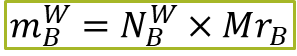 m_B^W = N_B^W × Mr_B